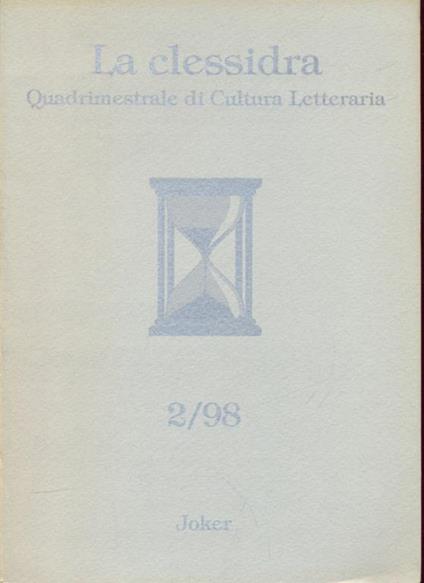 La clessidra
Quadrimestrale di Cultura Letteraria
2/98
Joker